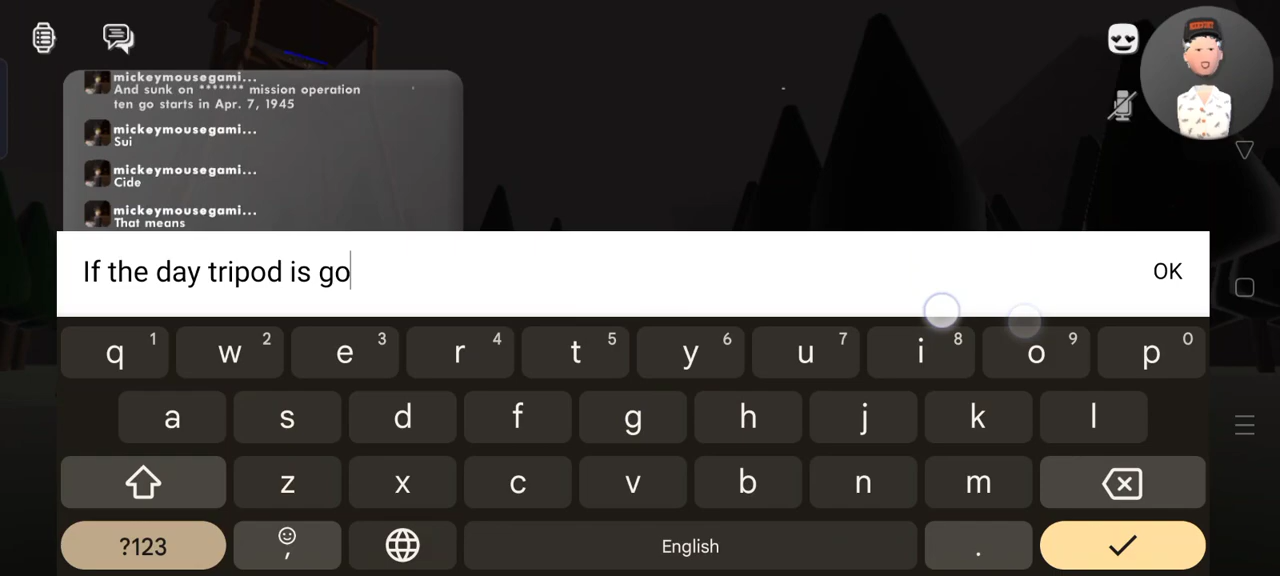 mickeymousegami...
And sunk on ******* mission operation
ten go starts in Apr. 7, 1945
mickeymousegami...
Sui
mickeymousegami...
Cide
mickeymousegami...
That means
If the day tripod is go
OK
q 1 w 2 e 3 r 4 t 5 y 6 u 7 i 8 o 9 p 0
a s d f g h j k l
z x c v b n m
?123 , English .